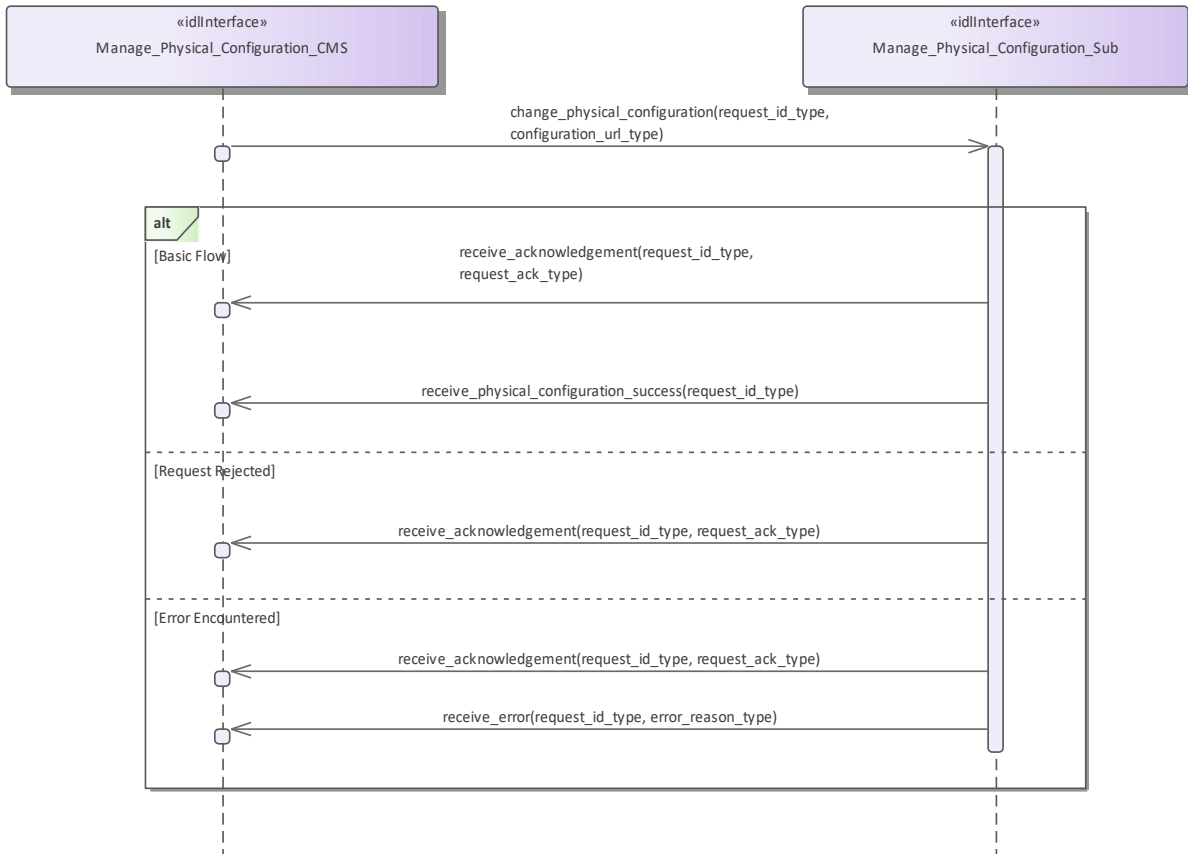 «idlInterface»
Manage_Physical_Configuration_CMS
«idlInterface»
Manage_Physical_Configuration_Sub
change_physical_configuration(request_id_type,
configuration_url_type)
alt
[Basic Flow]
receive_acknowledgement(request_id_type,
request_ack_type)
receive_physical_configuration_success(request_id_type)
[Request Rejected]
receive_acknowledgement(request_id_type, request_ack_type)
[Error Encountered]
receive_acknowledgement(request_id_type, request_ack_type)
receive_error(request_id_type, error_reason_type)